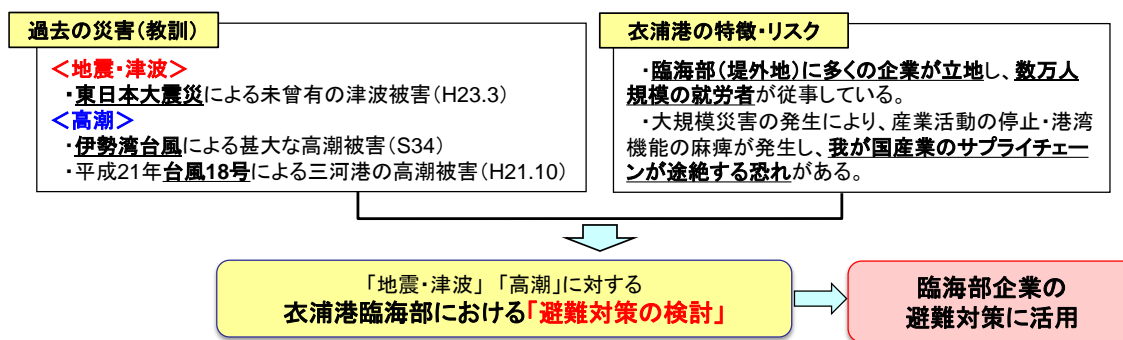 過去の災害(教訓)
<地震・津波>
・東日本大震災による未曾有の津波被害(H23.3)
<高潮>
・伊勢湾台風による甚大な高潮被害(S34)
・平成21年台風18号による三河港の高潮被害(H21.10)
衣浦港の特徴・リスク
・臨海部(堤外地)に多くの企業が立地し、数万人
規模の就労者が従事している。
・大規模災害の発生により、産業活動の停止・港湾
機能の麻痺が発生し、我が国産業のサプライチェー
ンが途絶する恐れがある。
「地震・津波」「高潮」に対する
衣浦港臨海部における「避難対策の検討」
臨海部企業の
避難対策に活用